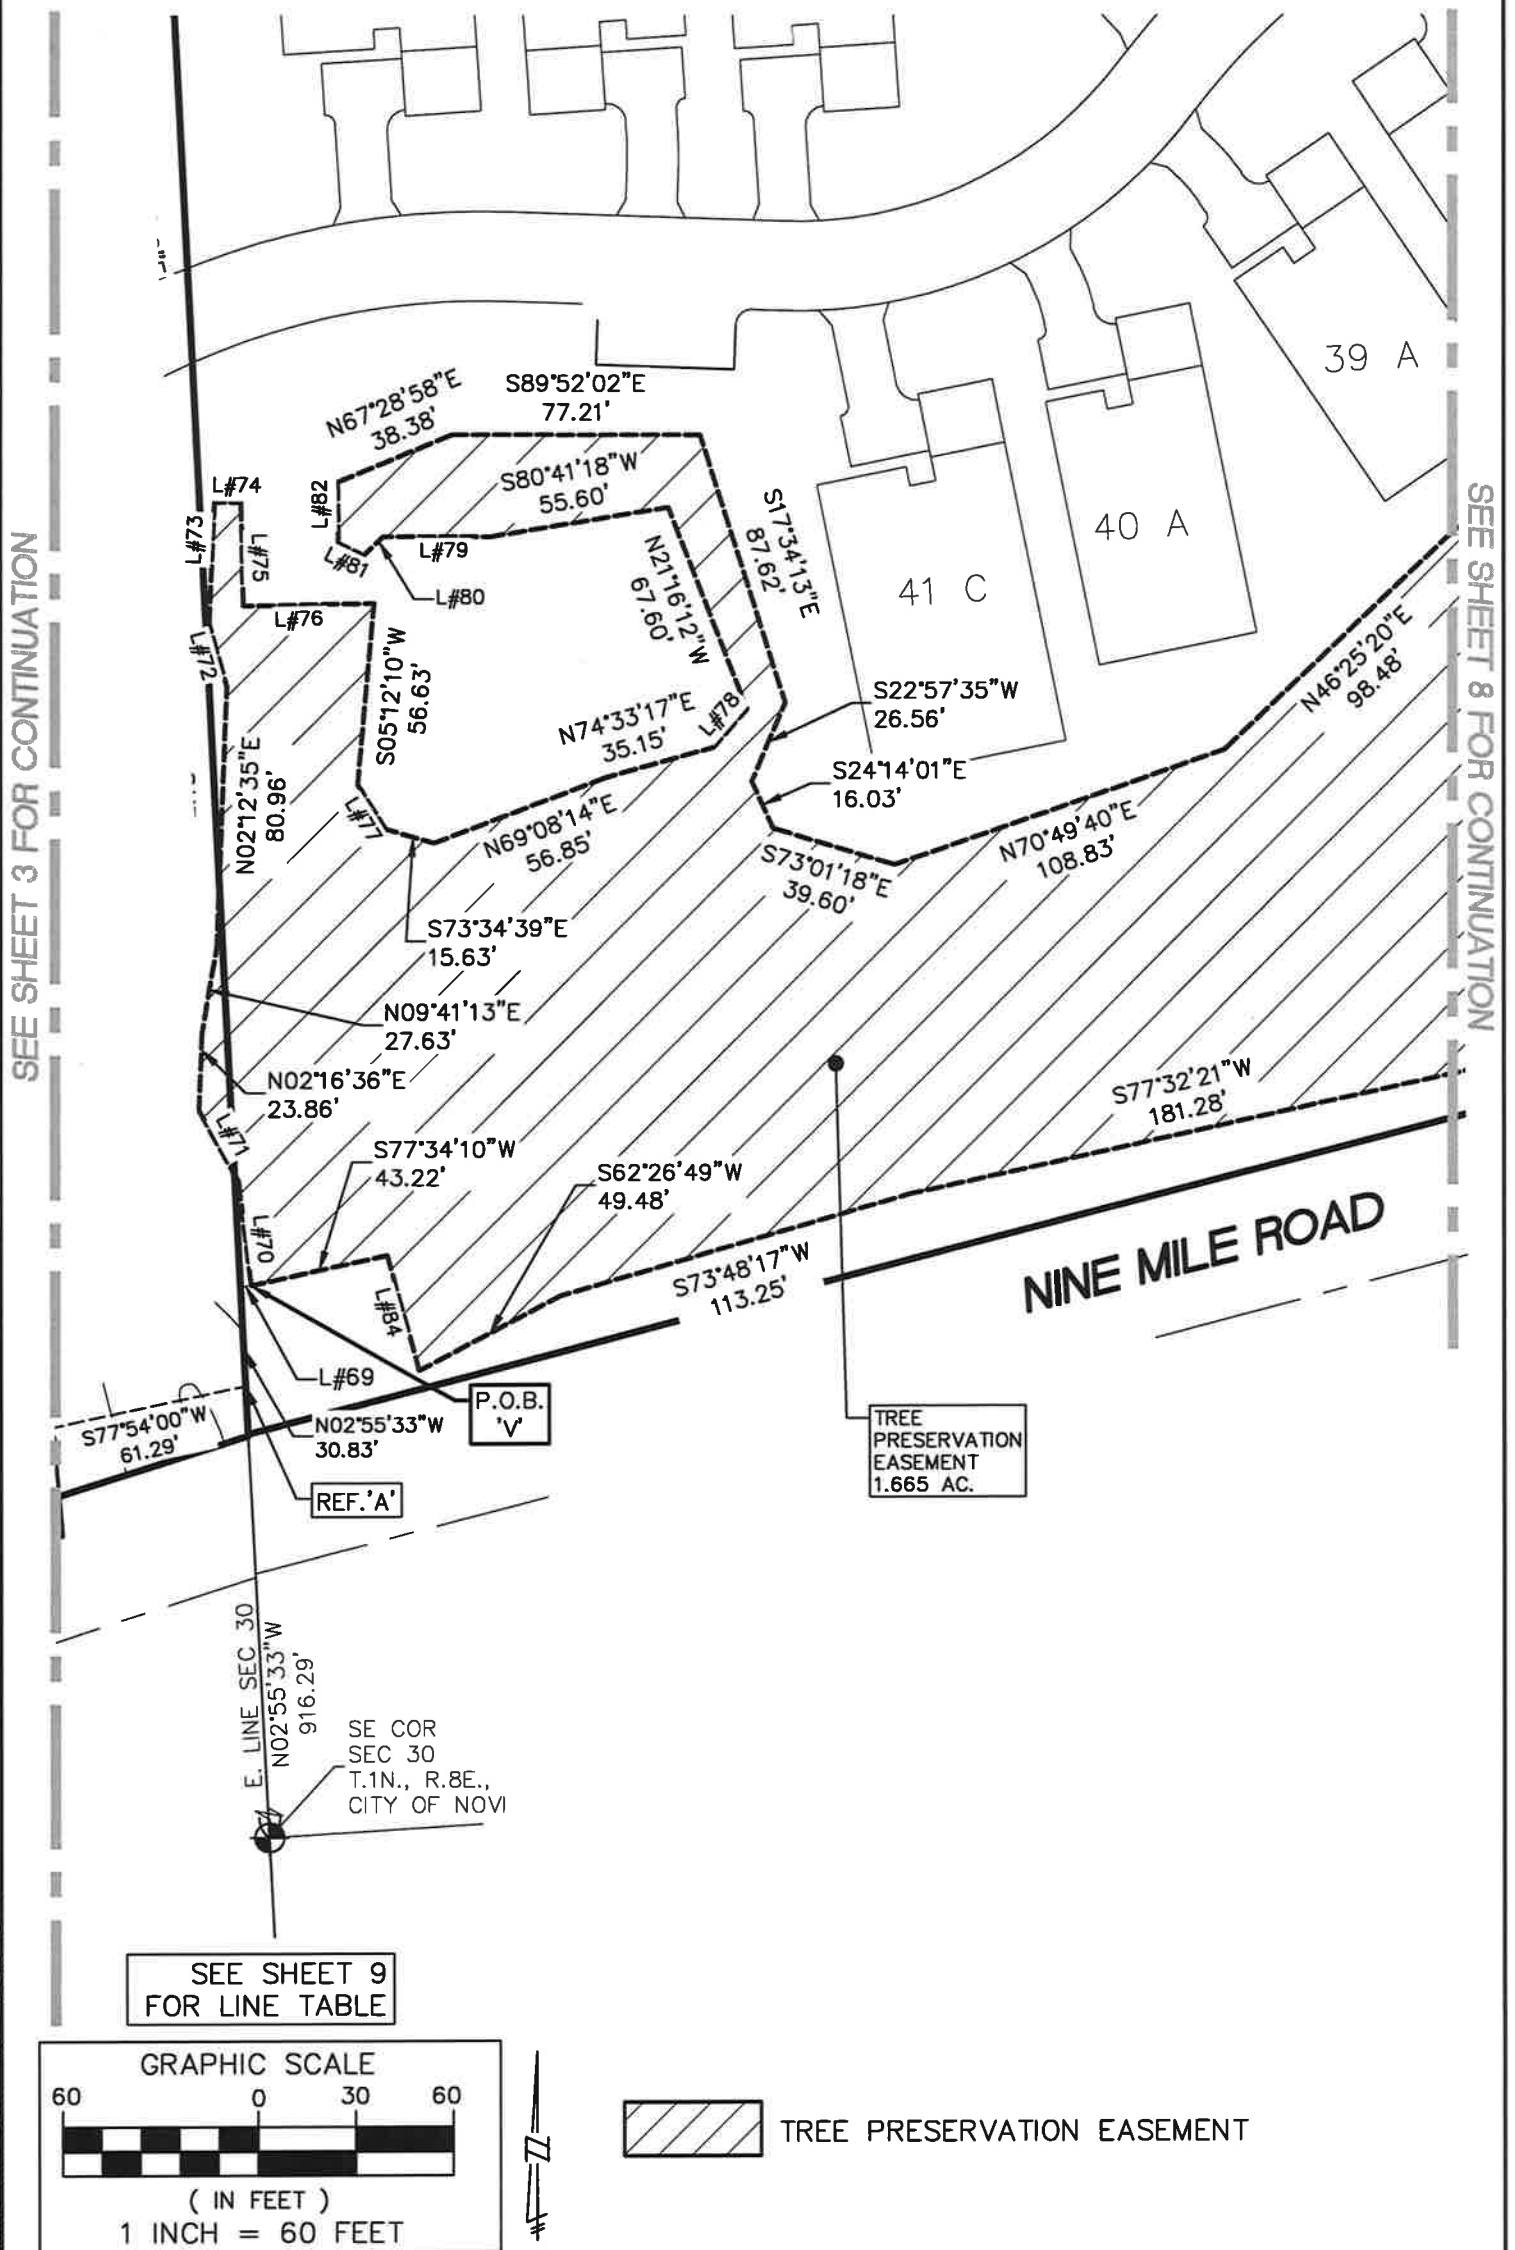 SEE SHEET 3 FOR CONTINUATION
SEE SHEET 8 FOR CONTINUATION
39 A
40 A
41 C
N67°28'58"E
38.38'
S89°52'02"E
77.21'
S80°41'18"W
55.60'
L#74
L#82
L#73
L#75
L#81
L#79
L#80
L#76
S17°34'13"E
87.62'
N21°16'12"W
67.60'
L#72
S05°12'10"W
56.63'
N74°33'17"E
35.15'
L#78
S22°57'35"W
26.56'
N46°25'20"E
98.48'
S24°14'01"E
16.03'
N02°12'35"E
80.96'
L#77
N69°08'14"E
56.85'
S73°01'18"E
39.60'
N70°49'40"E
108.83'
S73°34'39"E
15.63'
N09°41'13"E
27.63'
N02°16'36"E
23.86'
L#71
S77°34'10"W
43.22'
S62°26'49"W
49.48'
S77°32'21"W
181.28'
L#70
S73°48'17"W
113.25'
NINE MILE ROAD
L#84
L#69
P.O.B.
'V'
S77°54'00"W
61.29'
N02°55'33"W
30.83'
REF.'A'
TREE
PRESERVATION
EASEMENT
1.665 AC.
E. LINE SEC 30
N02°55'33"W
916.29'
SE COR
SEC 30
T.1N., R.8E.,
CITY OF NOVI
SEE SHEET 9
FOR LINE TABLE
GRAPHIC SCALE
60 0 30 60
( IN FEET )
1 INCH = 60 FEET
N
TREE PRESERVATION EASEMENT